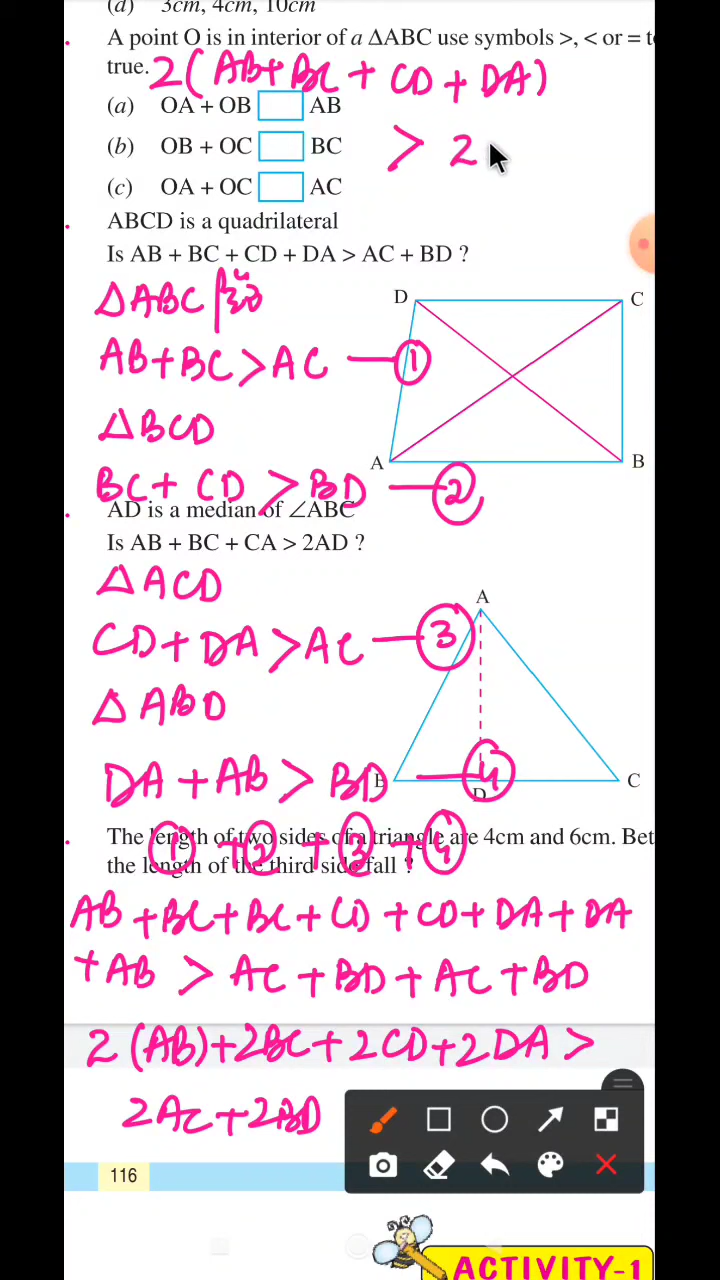 (d) 3cm, 4cm, 10cm
A point O is in interior of a ΔABC use symbols >, < or = t
true. 2(AB+BC + CD + DA)
(a) OA + OB AB
(b) OB + OC BC > 2
(c) OA + OC AC
ABCD is a quadrilateral
Is AB + BC + CD + DA > AC + BD ?
ΔABC
D C
AB+BC>AC — 1
ΔBCD
A B
BC+ CD >BD — 2
AD is a median of ∠ABC
Is AB + BC + CA > 2AD ?
ΔACD
A
CD+DA>AC — 3
ΔABD
DA+AB>BD — 4
B D C
The length of two sides of a triangle are 4cm and 6cm. Bet
1 + 2 + 3 + 4
the length of the third side fall ?
AB +BC+BC+CD +CD+DA+DA
+AB > AC+BD+AC+BD
2(AB)+2BC+2CD+2DA >
2AC+2BD
116
ACTIVITY-1